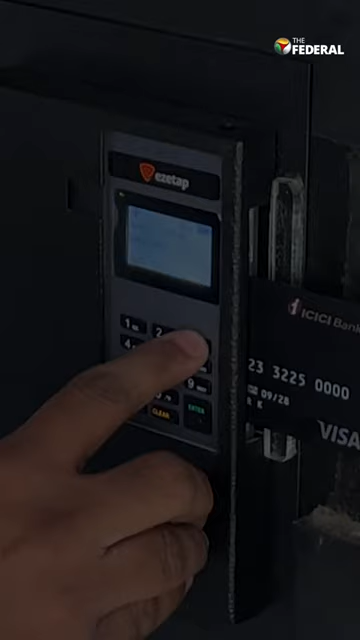 THE
FEDERAL
ezetap
1
2
4
9
CLEAR
ENTER
ICICI Bank
23 3225 0000
09/28
R K
VISA